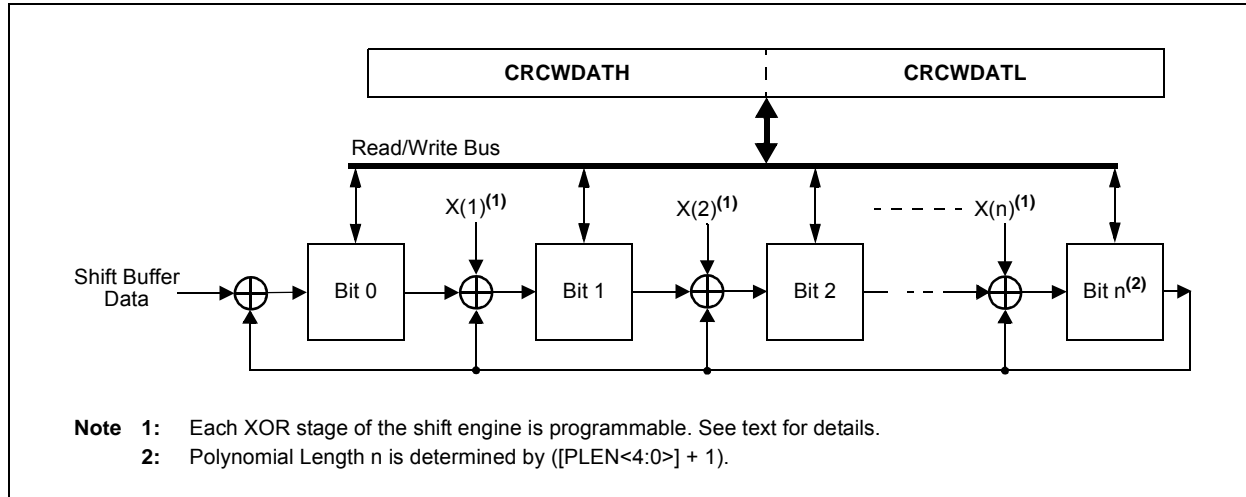 CRCWDATH CRCWDATL
Read/Write Bus
X(1)(1) X(2)(1) X(n)(1)
Shift Buffer
Data
Bit 0 Bit 1 Bit 2 Bit n(2)
Note 1: Each XOR stage of the shift engine is programmable. See text for details.
2: Polynomial Length n is determined by ([PLEN<4:0>] + 1).